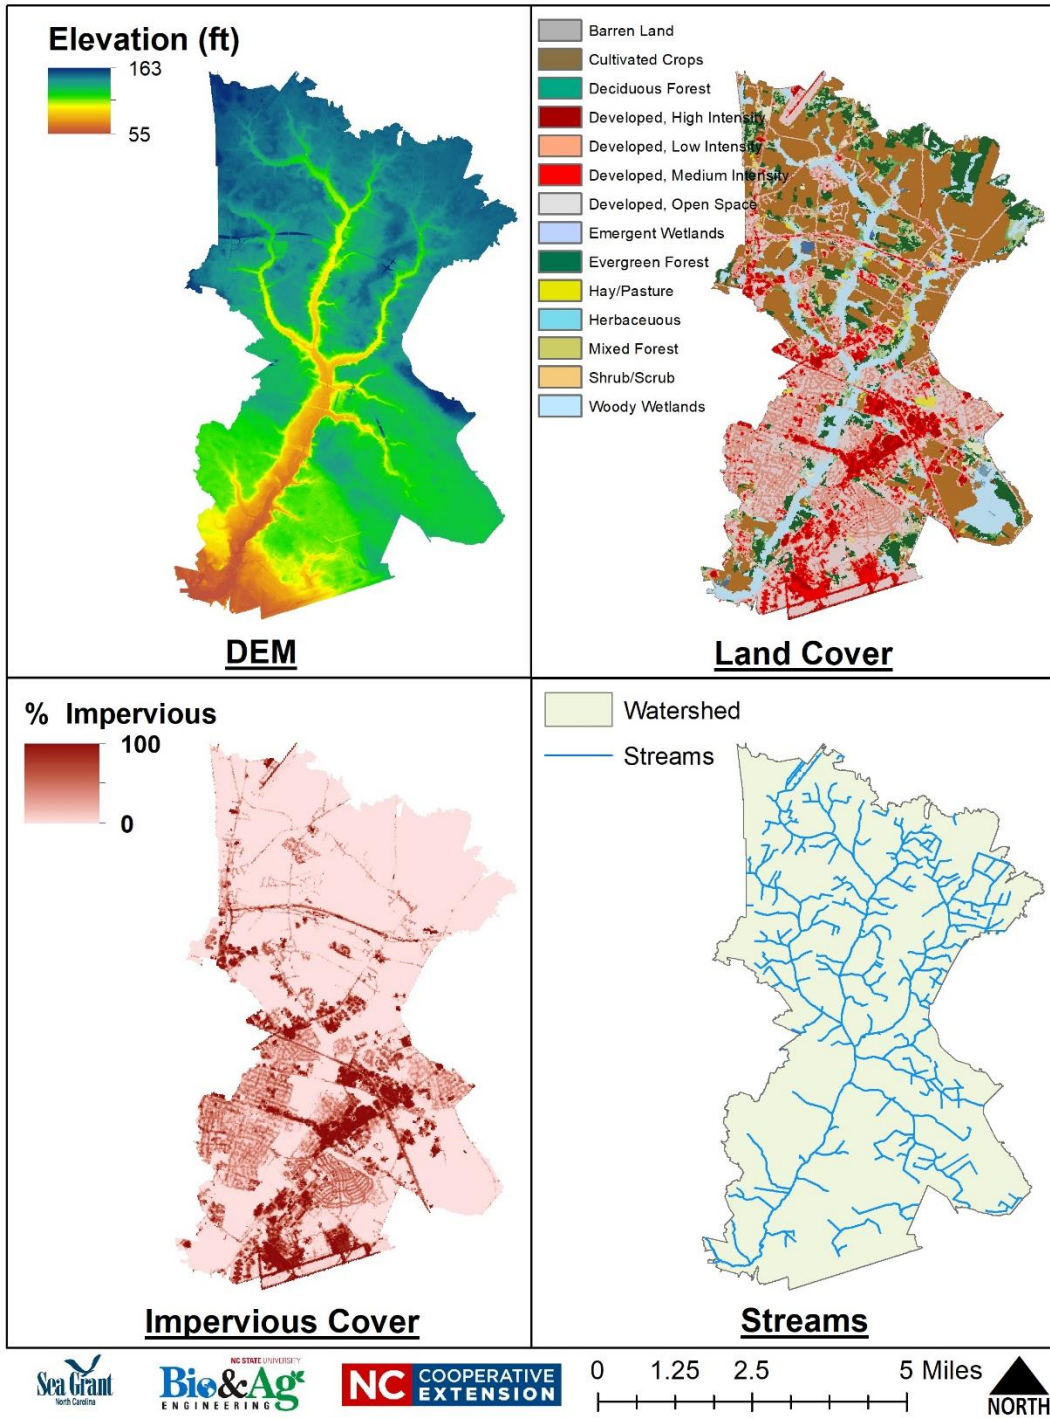 Elevation (ft)
163
55
DEM
Barren Land
Cultivated Crops
Deciduous Forest
Developed, High Intensity
Developed, Low Intensity
Developed, Medium Intensity
Developed, Open Space
Emergent Wetlands
Evergreen Forest
Hay/Pasture
Herbaceuous
Mixed Forest
Shrub/Scrub
Woody Wetlands
Land Cover
% Impervious
100
0
Impervious Cover
Watershed
Streams
Streams
Sea Grant
North Carolina
NC STATE UNIVERSITY
Bio&Ag
ENGINEERING
NC COOPERATIVE
EXTENSION
0 1.25 2.5 5 Miles
NORTH